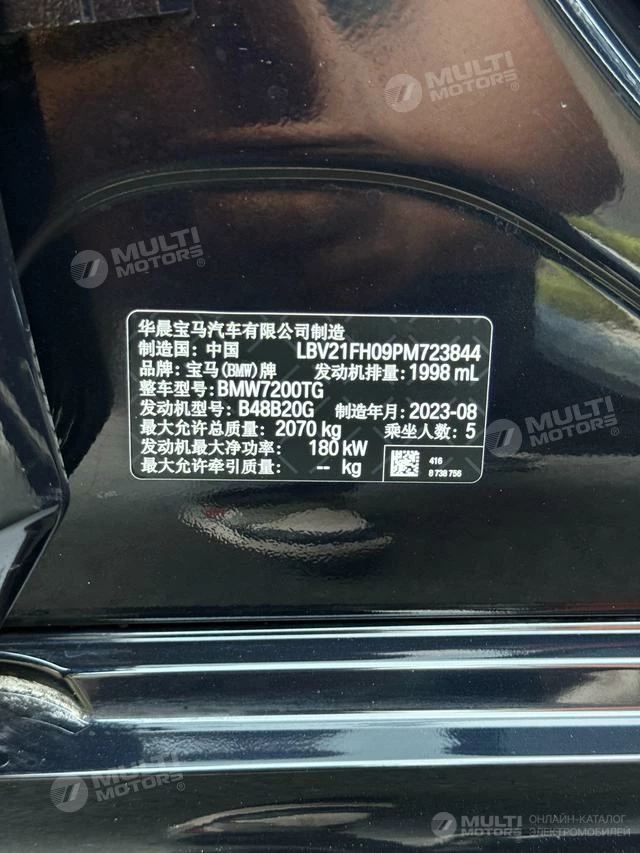 MULTI
MOTORS®
MULTI
MOTORS®
华晨宝马汽车有限公司制造
制造国: 中国 LBV21FH09PM723844
品牌: 宝马(BMW)牌 发动机排量: 1998 mL
整车型号: BMW7200TG
发动机型号: B48B20G 制造年月: 2023-08
最大允许总质量: 2070 kg 乘坐人数: 5
发动机最大净功率: 180 kW
最大允许牵引质量: -- kg
416
8 738 756
MULTI
MOTORS®
MULTI
MOTORS®
MULTI
MOTORS®
ОНЛАЙН-КАТАЛОГ
ЭЛЕКТРОМОБИЛЕЙ